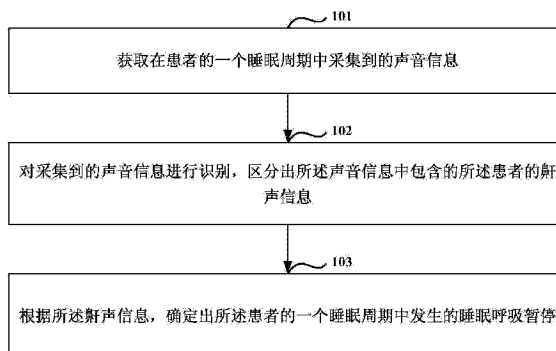 101
获取在患者的一个睡眠周期中采集到的声音信息
102
对采集到的声音信息进行识别，区分出所述声音信息中包含的所述患者的鼾
声信息
103
根据所述鼾声信息，确定出所述患者的一个睡眠周期中发生的睡眠呼吸暂停